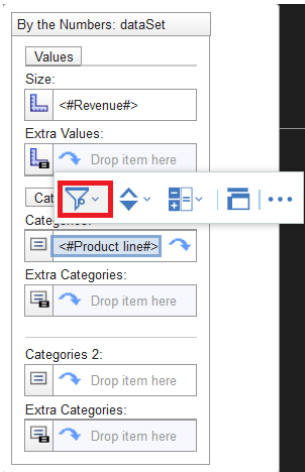 By the Numbers: dataSet
Values
Size:
<#Revenue#>
Extra Values:
Drop item here
Cat
Categories:
<#Product line#>
Extra Categories:
Drop item here
Categories 2:
Drop item here
Extra Categories:
Drop item here